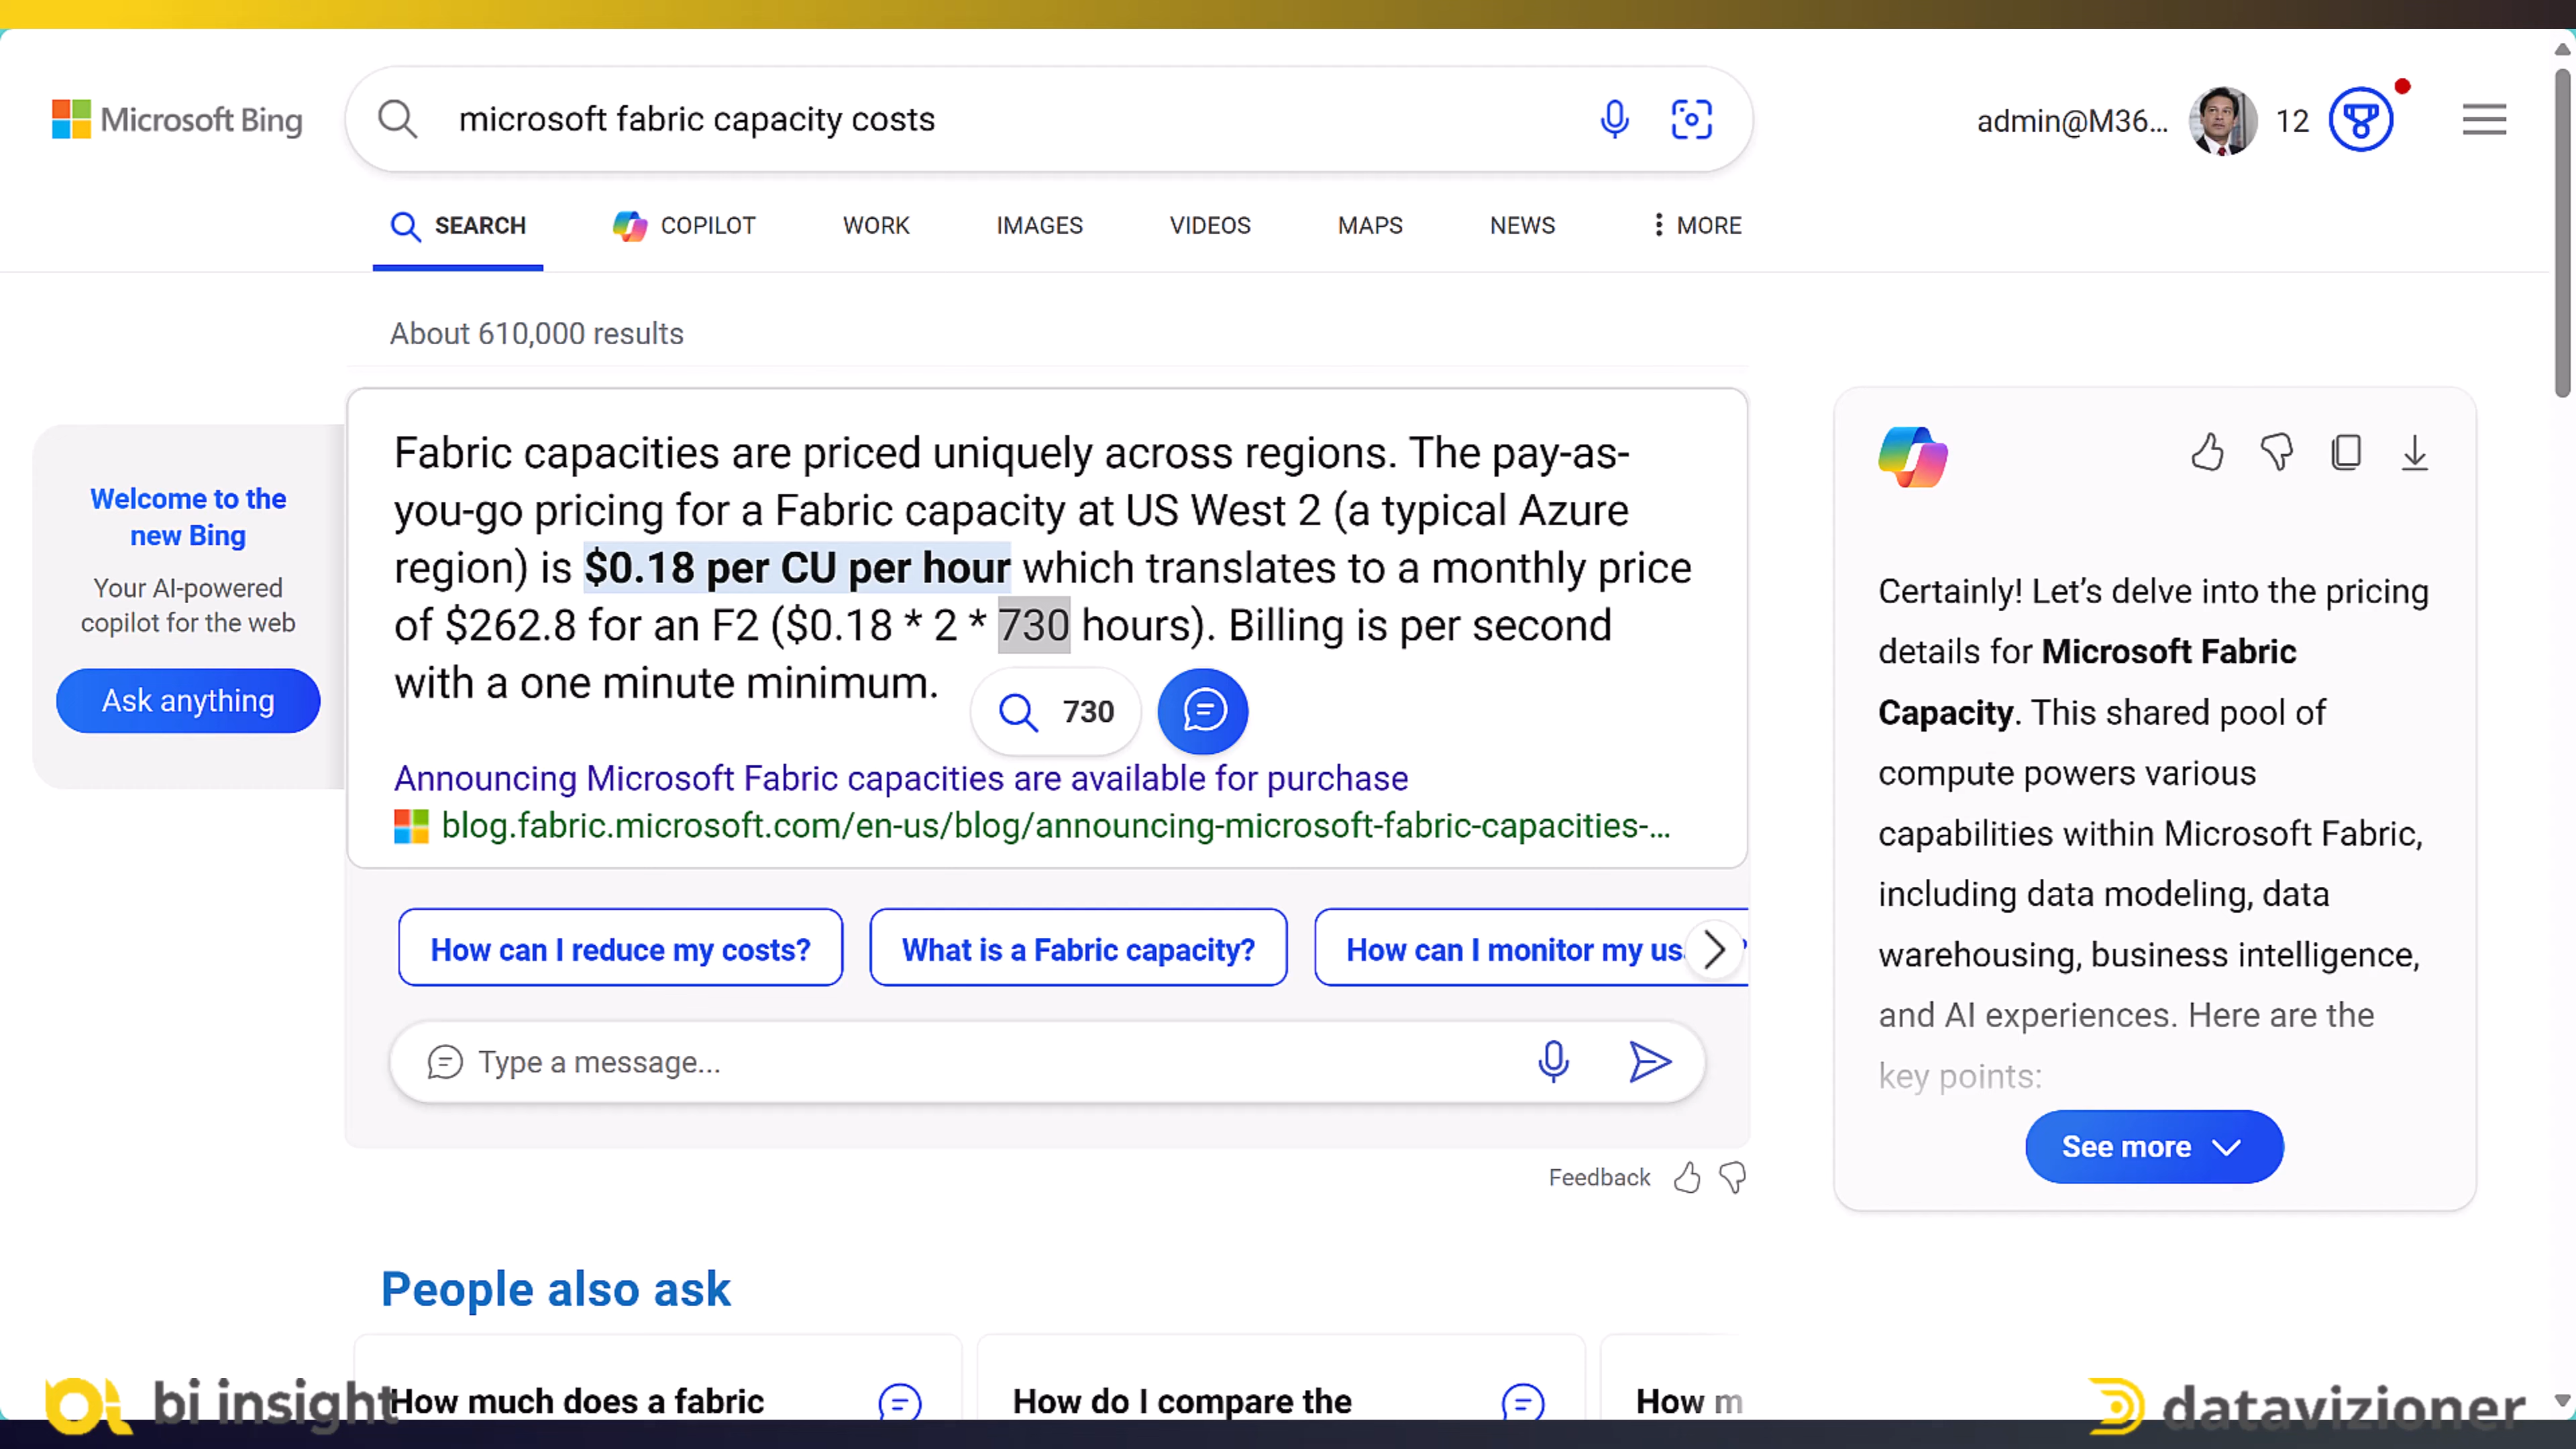 Microsoft Bing
microsoft fabric capacity costs
admin@M36...
12
SEARCH
COPILOT
WORK
IMAGES
VIDEOS
MAPS
NEWS
MORE
About 610,000 results
Welcome to the
new Bing
Your AI-powered
copilot for the web
Ask anything
Fabric capacities are priced uniquely across regions. The pay-as-
you-go pricing for a Fabric capacity at US West 2 (a typical Azure
region) is $0.18 per CU per hour which translates to a monthly price
of $262.8 for an F2 ($0.18 * 2 * 730 hours). Billing is per second
with a one minute minimum.
730
Announcing Microsoft Fabric capacities are available for purchase
blog.fabric.microsoft.com/en-us/blog/announcing-microsoft-fabric-capacities-...
How can I reduce my costs?
What is a Fabric capacity?
How can I monitor my us
Type a message...
Feedback
Certainly! Let's delve into the pricing
details for Microsoft Fabric
Capacity. This shared pool of
compute powers various
capabilities within Microsoft Fabric,
including data modeling, data
warehousing, business intelligence,
and AI experiences. Here are the
key points:
See more
People also ask
How much does a fabric
How do I compare the
How m
bi insight
datavizioner